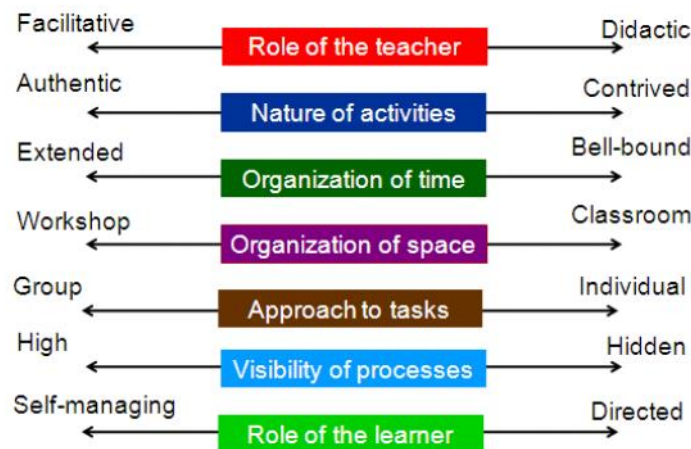 Facilitative
Role of the teacher
Didactic
Authentic
Nature of activities
Contrived
Extended
Organization of time
Bell-bound
Workshop
Organization of space
Classroom
Group
Approach to tasks
Individual
High
Visibility of processes
Hidden
Self-managing
Role of the learner
Directed